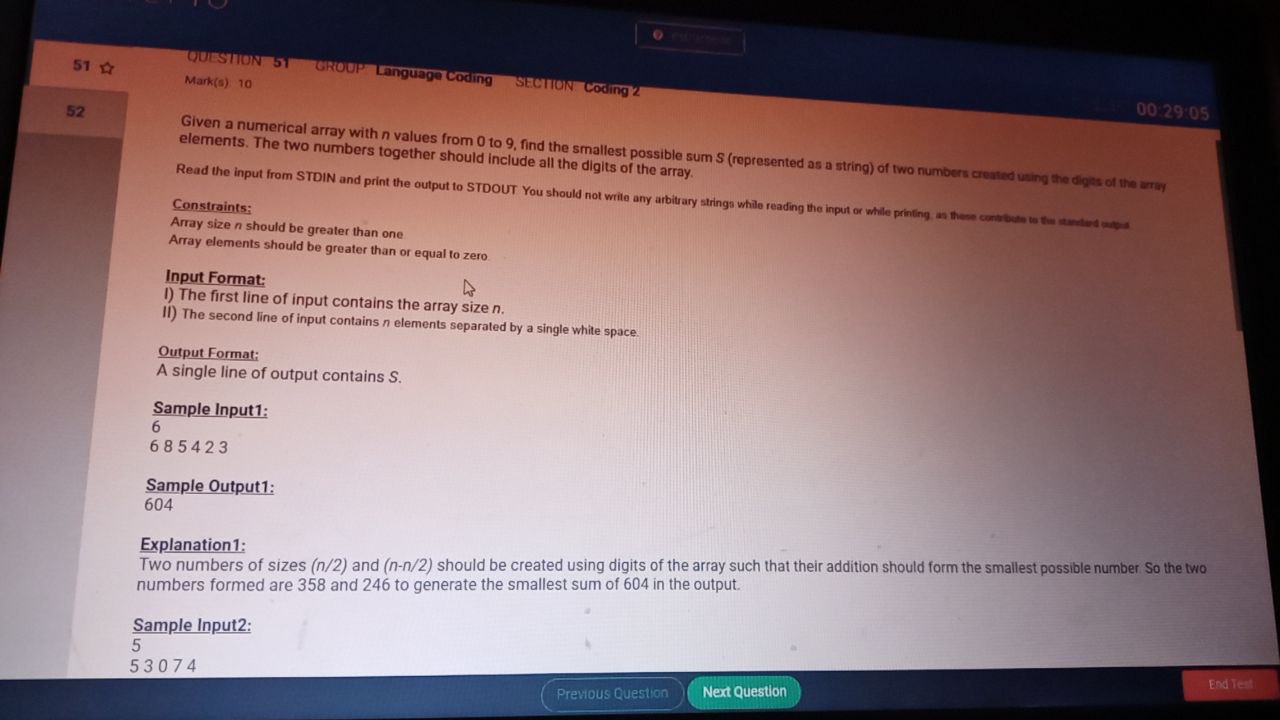 51 ☆
52
QUESTION 51 GROUP Language Coding SECTION Coding 2
Mark(s) 10
00:29:05
Given a numerical array with n values from 0 to 9, find the smallest possible sum S (represented as a string) of two numbers created using the digits of the array
elements. The two numbers together should include all the digits of the array.
Read the input from STDIN and print the output to STDOUT. You should not write any arbitrary strings while reading the input or while printing, as these contribute to the standard output.
Constraints:
Array size n should be greater than one
Array elements should be greater than or equal to zero.
Input Format:
I) The first line of input contains the array size n.
II) The second line of input contains n elements separated by a single white space.
Output Format:
A single line of output contains S.
Sample Input1:
6
6 8 5 4 2 3
Sample Output1:
604
Explanation1:
Two numbers of sizes (n/2) and (n-n/2) should be created using digits of the array such that their addition should form the smallest possible number. So the two
numbers formed are 358 and 246 to generate the smallest sum of 604 in the output.
Sample Input2:
5
5 3 0 7 4
Previous Question
Next Question
End Test